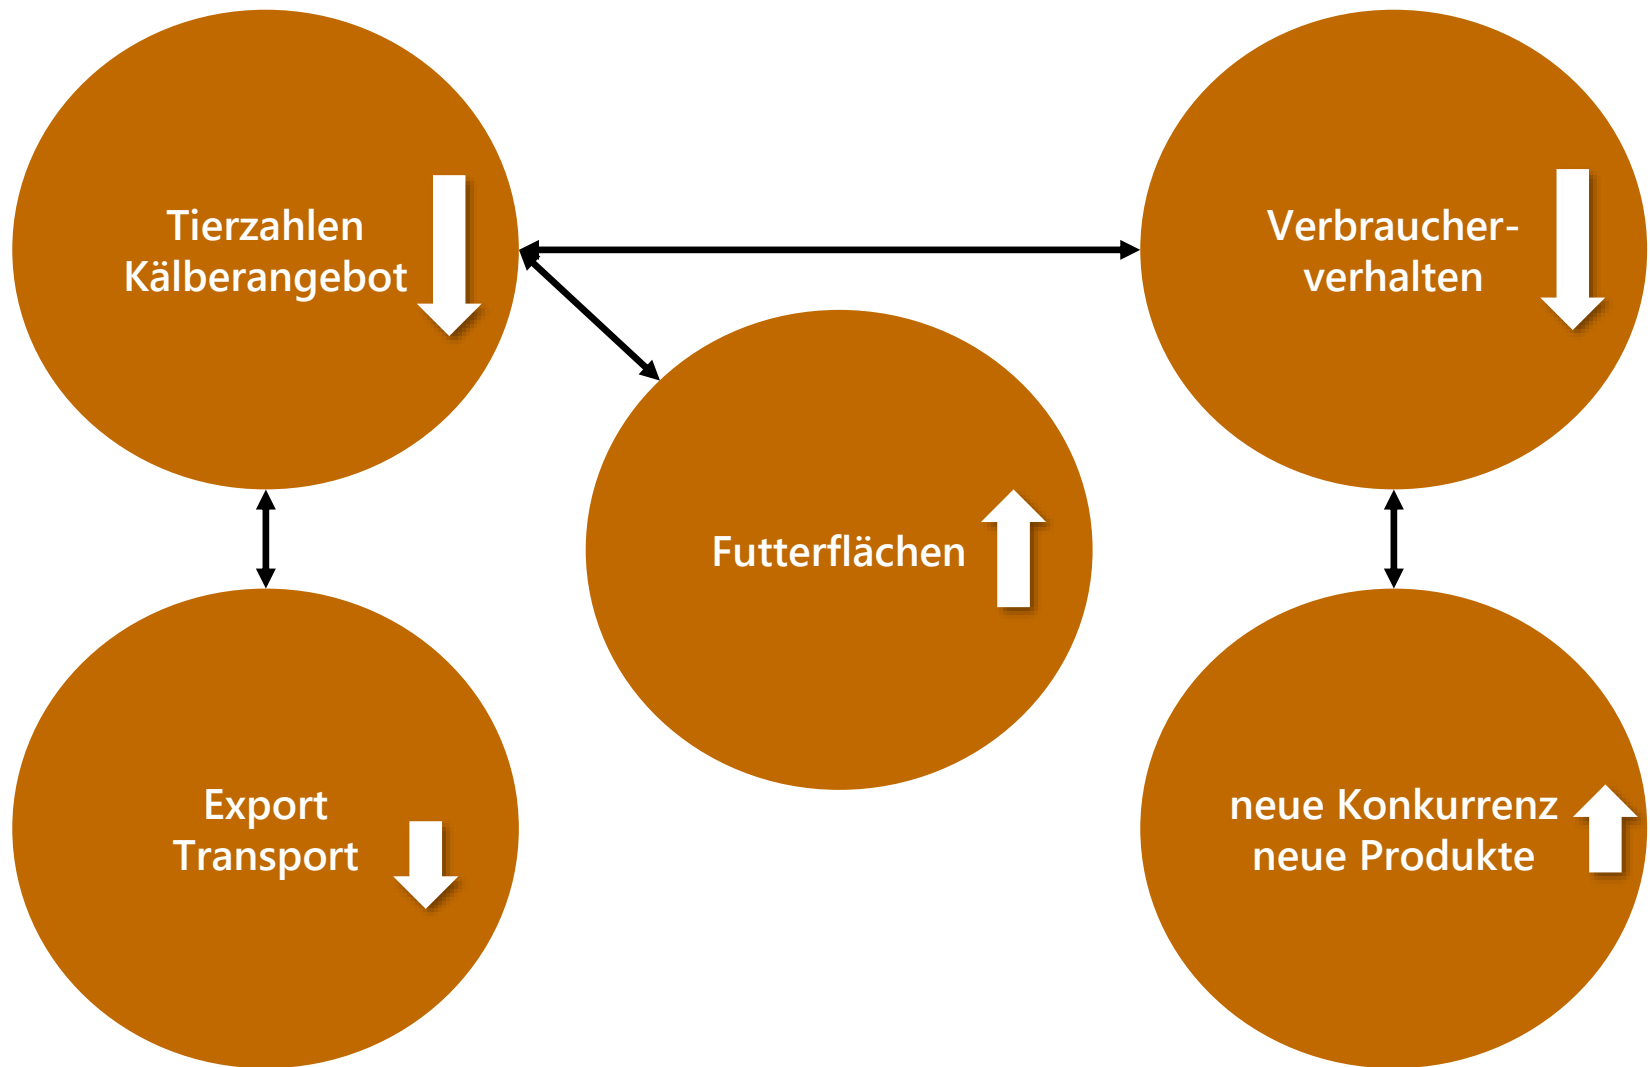 Tierzahlen
Kälberangebot
Verbraucher-
verhalten
Futterflächen
Export
Transport
neue Konkurrenz
neue Produkte